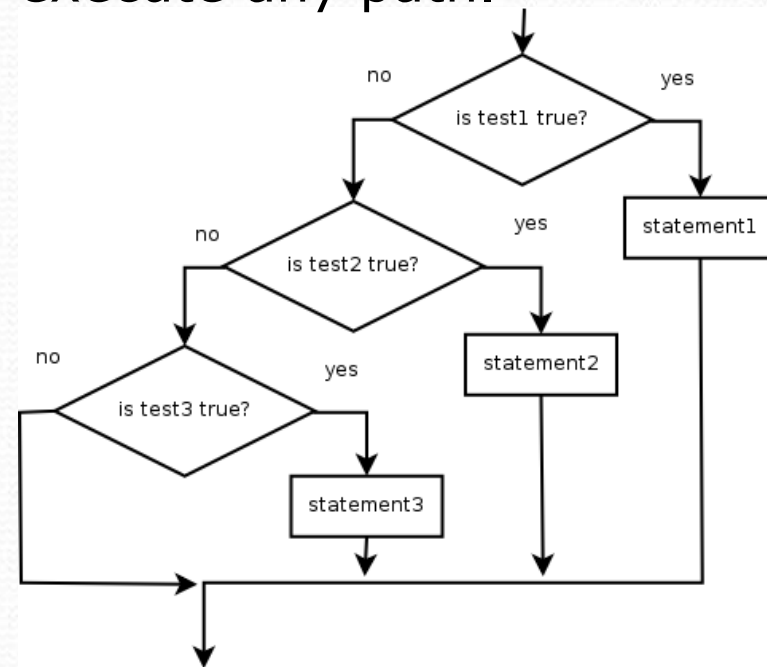 execute any path.
no
yes
is test1 true?
no
yes
statement1
is test2 true?
no
yes
statement2
is test3 true?
statement3